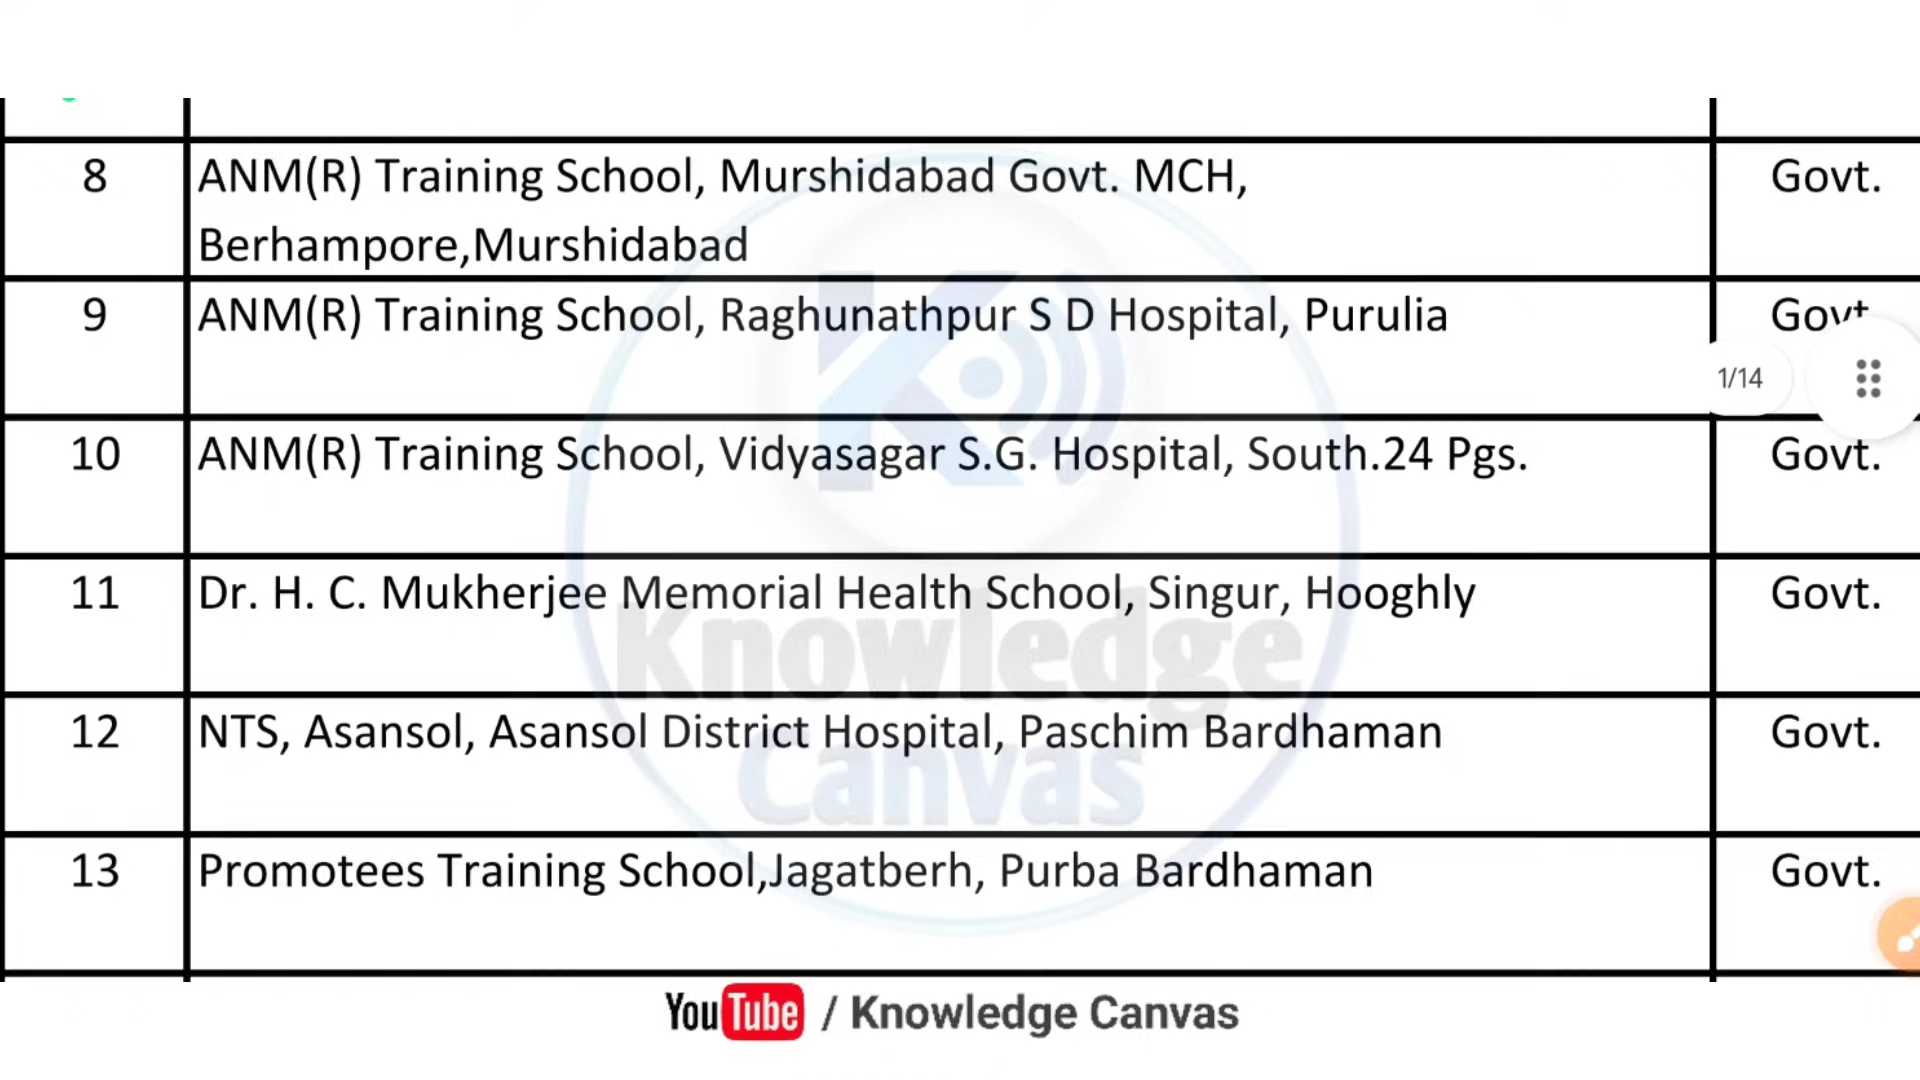 8 ANM(R) Training School, Murshidabad Govt. MCH, Govt.
Berhampore,Murshidabad
9 ANM(R) Training School, Raghunathpur S D Hospital, Purulia Govt
1/14
10 ANM(R) Training School, Vidyasagar S.G. Hospital, South.24 Pgs. Govt.
11 Dr. H. C. Mukherjee Memorial Health School, Singur, Hooghly Govt.
12 NTS, Asansol, Asansol District Hospital, Paschim Bardhaman Govt.
13 Promotees Training School,Jagatberh, Purba Bardhaman Govt.
Knowledge
Canvas
YouTube / Knowledge Canvas